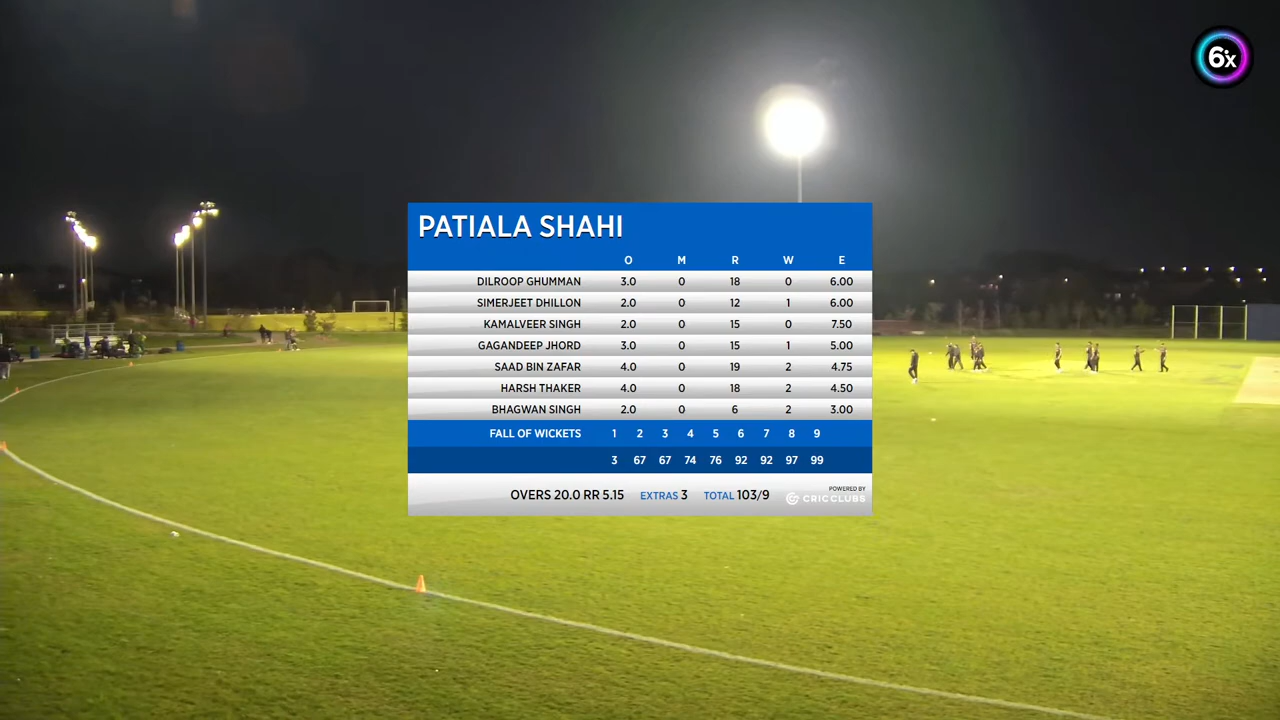 6x
PATIALA SHAHI
O M R W E
DILROOP GHUMMAN 3.0 0 18 0 6.00
SIMERJEET DHILLON 2.0 0 12 1 6.00
KAMALVEER SINGH 2.0 0 15 0 7.50
GAGANDEEP JHORD 3.0 0 15 1 5.00
SAAD BIN ZAFAR 4.0 0 19 2 4.75
HARSH THAKER 4.0 0 18 2 4.50
BHAGWAN SINGH 2.0 0 6 2 3.00
FALL OF WICKETS 1 2 3 4 5 6 7 8 9
3 67 67 74 76 92 92 97 99
OVERS 20.0 RR 5.15 EXTRAS 3 TOTAL 103/9
POWERED BY
CRICCLUBS